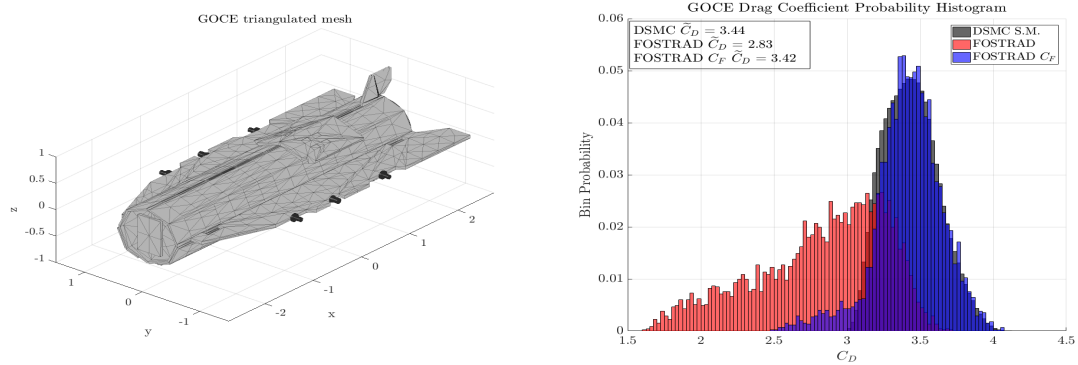 GOCE triangulated mesh
1
0.5
0
-0.5
-1
z
1
0
-1
y
-2
-1
0
1
2
x
GOCE Drag Coefficient Probability Histogram
0.06
0.05
0.04
0.03
0.02
0.01
0
Bin Probability
DSMC C̃_D = 3.44
FOSTRAD C̃_D = 2.83
FOSTRAD C_F C̃_D = 3.42
DSMC S.M.
FOSTRAD
FOSTRAD C_F
1.5 2 2.5 3 3.5 4 4.5
C_D